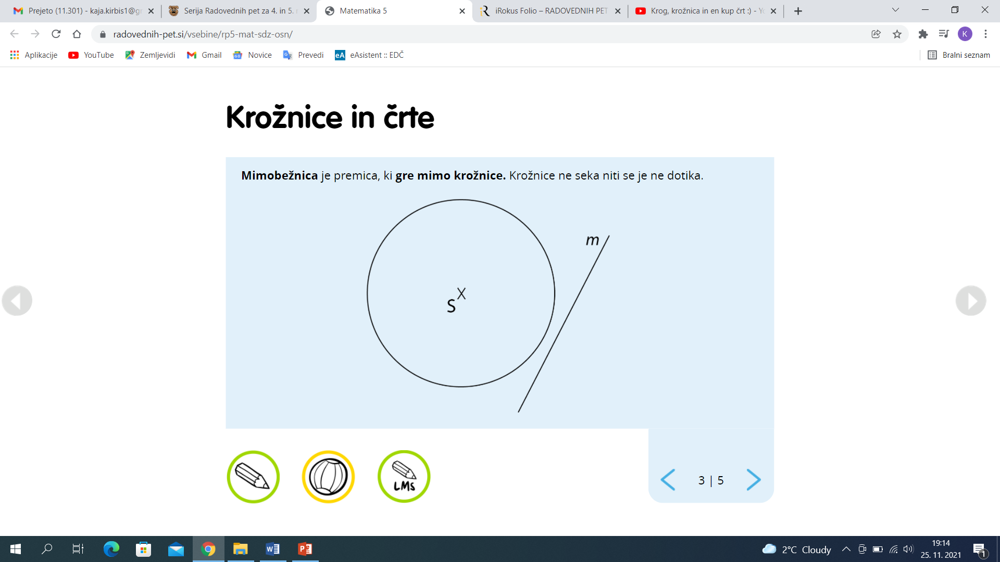 Prejeto (11.301) - kaja.kirbis1@g
Serija Radovednih pet za 4. in 5.
Matematika 5
iRokus Folio – RADOVEDNIH PET
Krog, krožnica in en kup črt :) -
radovednih-pet.si/vsebine/rp5-mat-sdz-osn/
K
Aplikacije
YouTube
Zemljevidi
Gmail
Novice
Prevedi
eA eAsistent :: EDČ
Bralni seznam
Krožnice in črte
Mimobežnica je premica, ki gre mimo krožnice. Krožnice ne seka niti se je ne dotika.
m
S
LMs
3 | 5
2°C Cloudy
19:14
25. 11. 2021
1